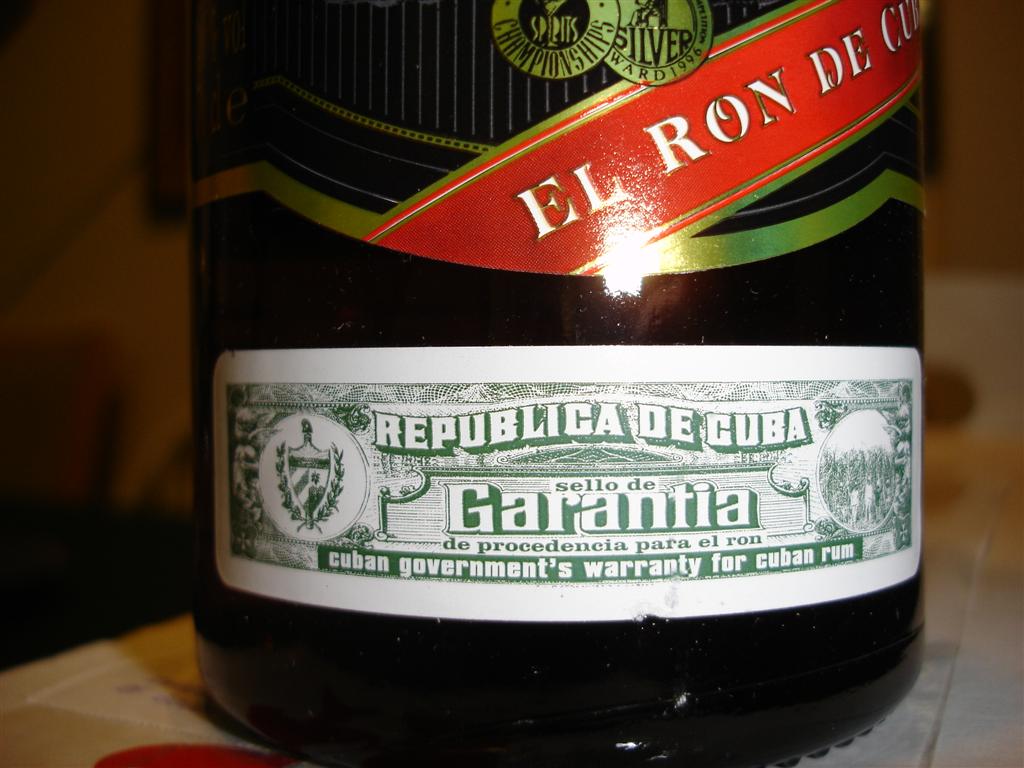 SPIRITS
CHAMPIONSHIPS
SILVER
WARD 1996
EL RON DE
REPUBLICA DE CUBA
sello de
Garantia
de procedencia para el ron
cuban government's warranty for cuban rum